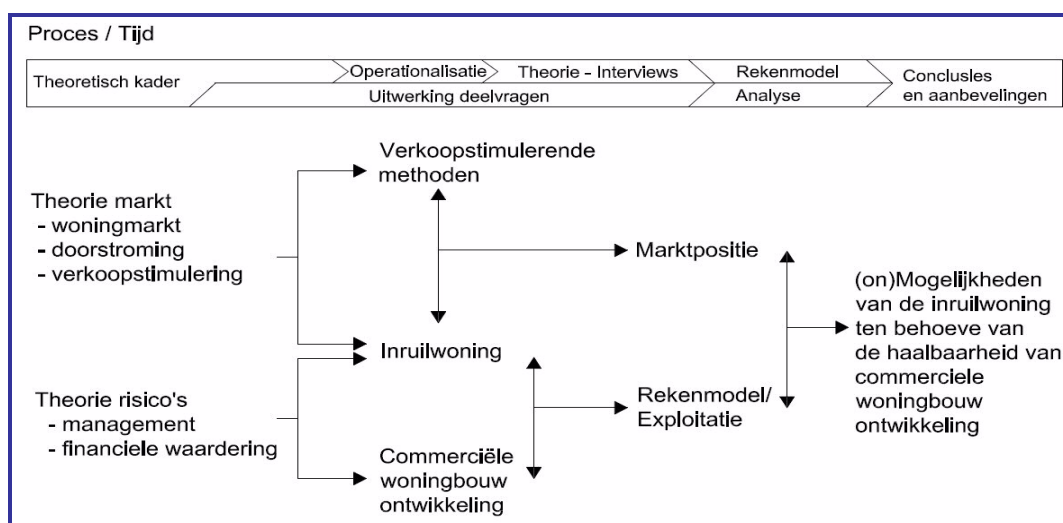 Proces / Tijd
Theoretisch kader
Operationalisatie
Theorie - Interviews
Rekenmodel
Conclusies
en aanbevelingen
Uitwerking deelvragen
Analyse
Verkoopstimulerende
methoden
Theorie markt
- woningmarkt
- doorstroming
- verkoopstimulering
Marktpositie
(on)Mogelijkheden
van de inruilwoning
ten behoeve van
de haalbaarheid van
commerciele
woningbouw
ontwikkeling
Inruilwoning
Theorie risico's
- management
- financiele waardering
Rekenmodel/
Exploitatie
Commerciële
woningbouw
ontwikkeling